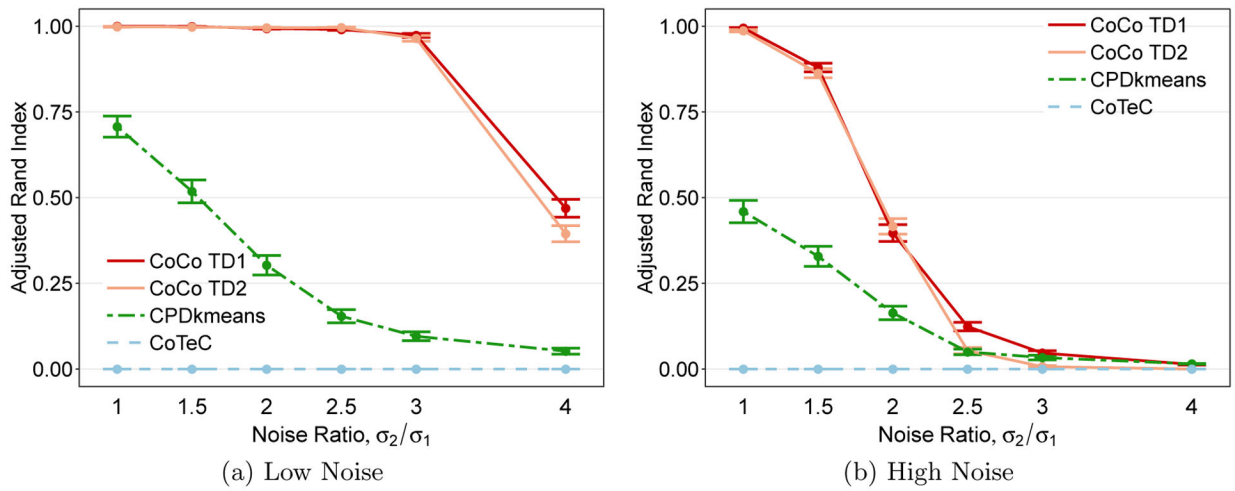 Adjusted Rand Index
1.00
0.75
0.50
0.25
0.00
CoCo TD1
CoCo TD2
CPDkmeans
CoTeC
1 1.5 2 2.5 3 4
Noise Ratio, σ₂/σ₁
(a) Low Noise
Adjusted Rand Index
1.00
0.75
0.50
0.25
0.00
CoCo TD1
CoCo TD2
CPDkmeans
CoTeC
1 1.5 2 2.5 3 4
Noise Ratio, σ₂/σ₁
(b) High Noise